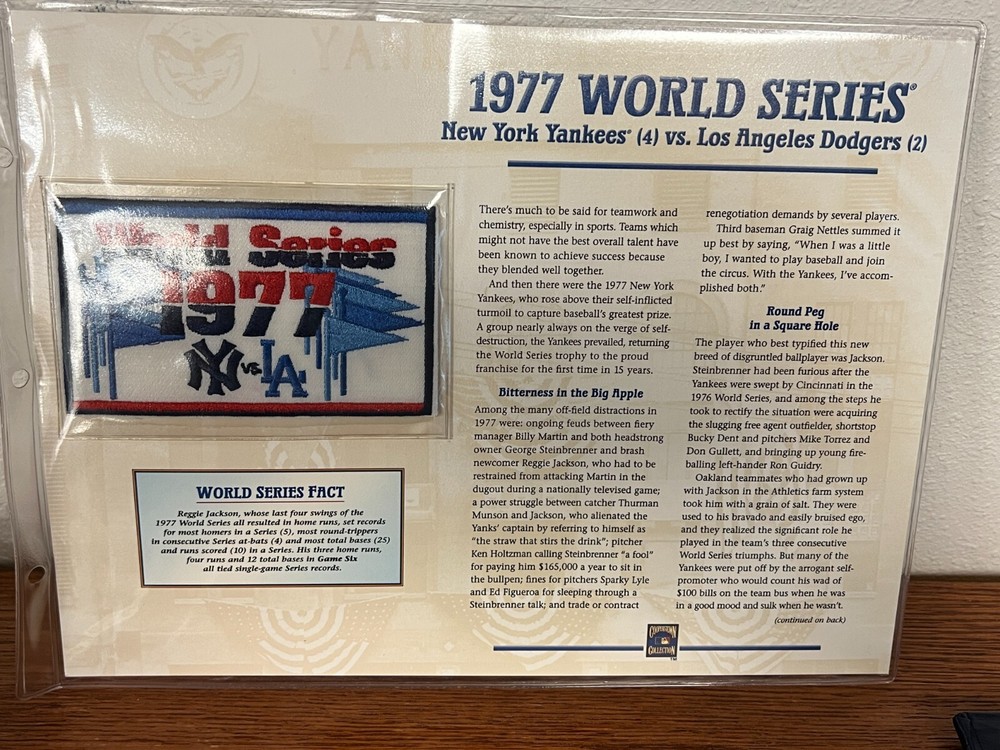 YANK
1977 WORLD SERIES®
New York Yankees® (4) vs. Los Angeles Dodgers (2)
World Series
1977
NY vs. LA
WORLD SERIES FACT
Reggie Jackson, whose last four swings of the
1977 World Series all resulted in home runs, set records
for most homers in a Series (5), most round-trippers
in consecutive Series at-bats (4) and most total bases (25)
and runs scored (10) in a Series. His three home runs,
four runs and 12 total bases in Game Six
all tied single-game Series records.
There's much to be said for teamwork and
chemistry, especially in sports. Teams which
might not have the best overall talent have
been known to achieve success because
they blended well together.
And then there were the 1977 New York
Yankees, who rose above their self-inflicted
turmoil to capture baseball's greatest prize.
A group nearly always on the verge of self-
destruction, the Yankees prevailed, returning
the World Series trophy to the proud
franchise for the first time in 15 years.
Bitterness in the Big Apple
Among the many off-field distractions in
1977 were: ongoing feuds between fiery
manager Billy Martin and both headstrong
owner George Steinbrenner and brash
newcomer Reggie Jackson, who had to be
restrained from attacking Martin in the
dugout during a nationally televised game;
a power struggle between catcher Thurman
Munson and Jackson, who alienated the
Yanks' captain by referring to himself as
"the straw that stirs the drink"; pitcher
Ken Holtzman calling Steinbrenner "a fool"
for paying him $165,000 a year to sit in
the bullpen; fines for pitchers Sparky Lyle
and Ed Figueroa for sleeping through a
Steinbrenner talk; and trade or contract
renegotiation demands by several players.
Third baseman Graig Nettles summed it
up best by saying, "When I was a little
boy, I wanted to play baseball and join
the circus. With the Yankees, I've accom-
plished both."
Round Peg
in a Square Hole
The player who best typified this new
breed of disgruntled ballplayer was Jackson.
Steinbrenner had been furious after the
Yankees were swept by Cincinnati in the
1976 World Series, and among the steps he
took to rectify the situation were acquiring
the slugging free agent outfielder, shortstop
Bucky Dent and pitchers Mike Torrez and
Don Gullett, and bringing up young fire-
balling left-hander Ron Guidry.
Oakland teammates who had grown up
with Jackson in the Athletics farm system
took him with a grain of salt. They were
used to his bravado and easily bruised ego,
and they realized the significant role he
played in the team's three consecutive
World Series triumphs. But many of the
Yankees were put off by the arrogant self-
promoter who would count his wad of
$100 bills on the team bus when he was
in a good mood and sulk when he wasn't.
(continued on back)
COOPERSTOWN
COLLECTION
TM